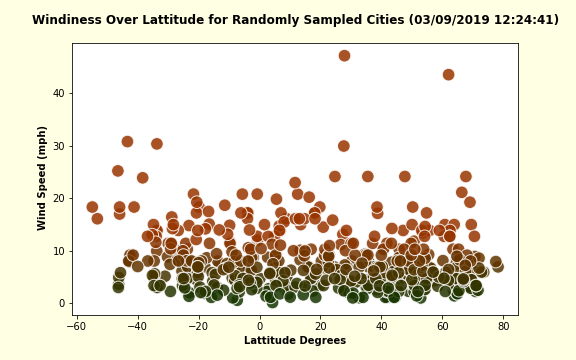 Windiness Over Lattitude for Randomly Sampled Cities (03/09/2019 12:24:41)
Wind Speed (mph)
40
30
20
10
0
−60 −40 −20 0 20 40 60 80
Lattitude Degrees